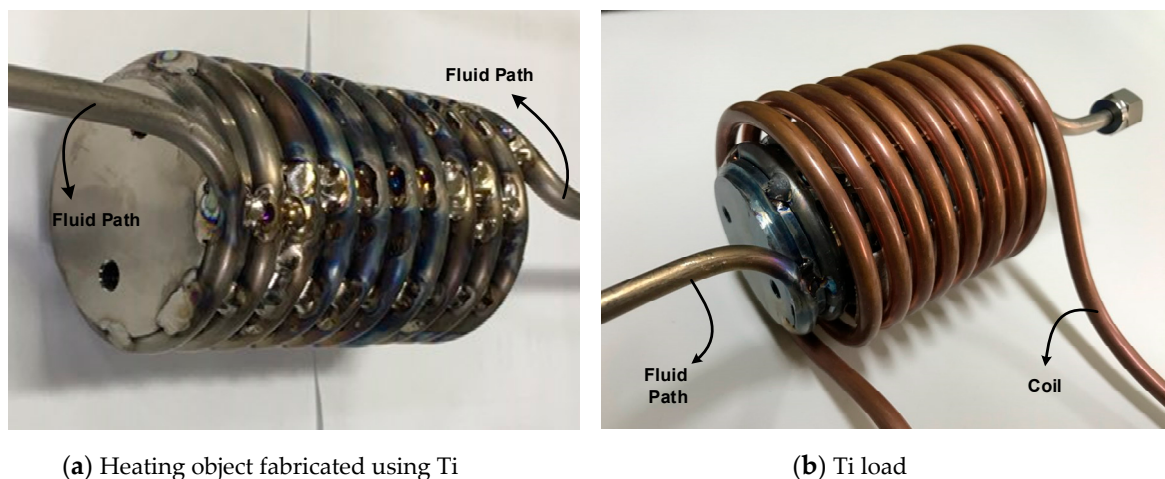 Fluid Path
Fluid Path
Fluid
Path
Coil
(a) Heating object fabricated using Ti
(b) Ti load